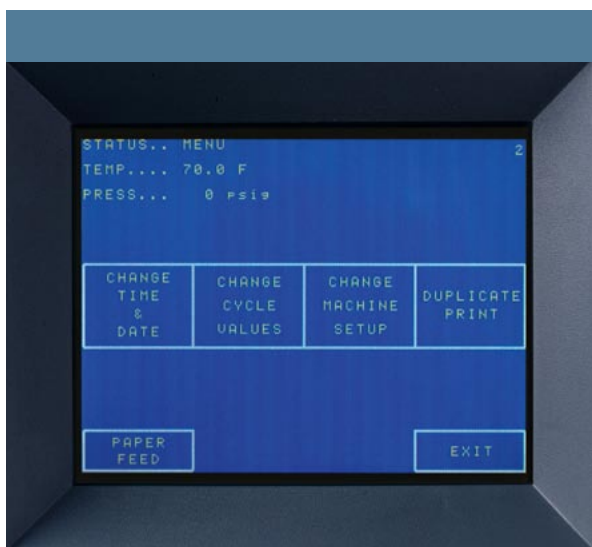 STATUS.. MENU 2
TEMP.... 70.0 F
PRESS... 0 psig
CHANGE TIME & DATE
CHANGE CYCLE VALUES
CHANGE MACHINE SETUP
DUPLICATE PRINT
PAPER FEED
EXIT